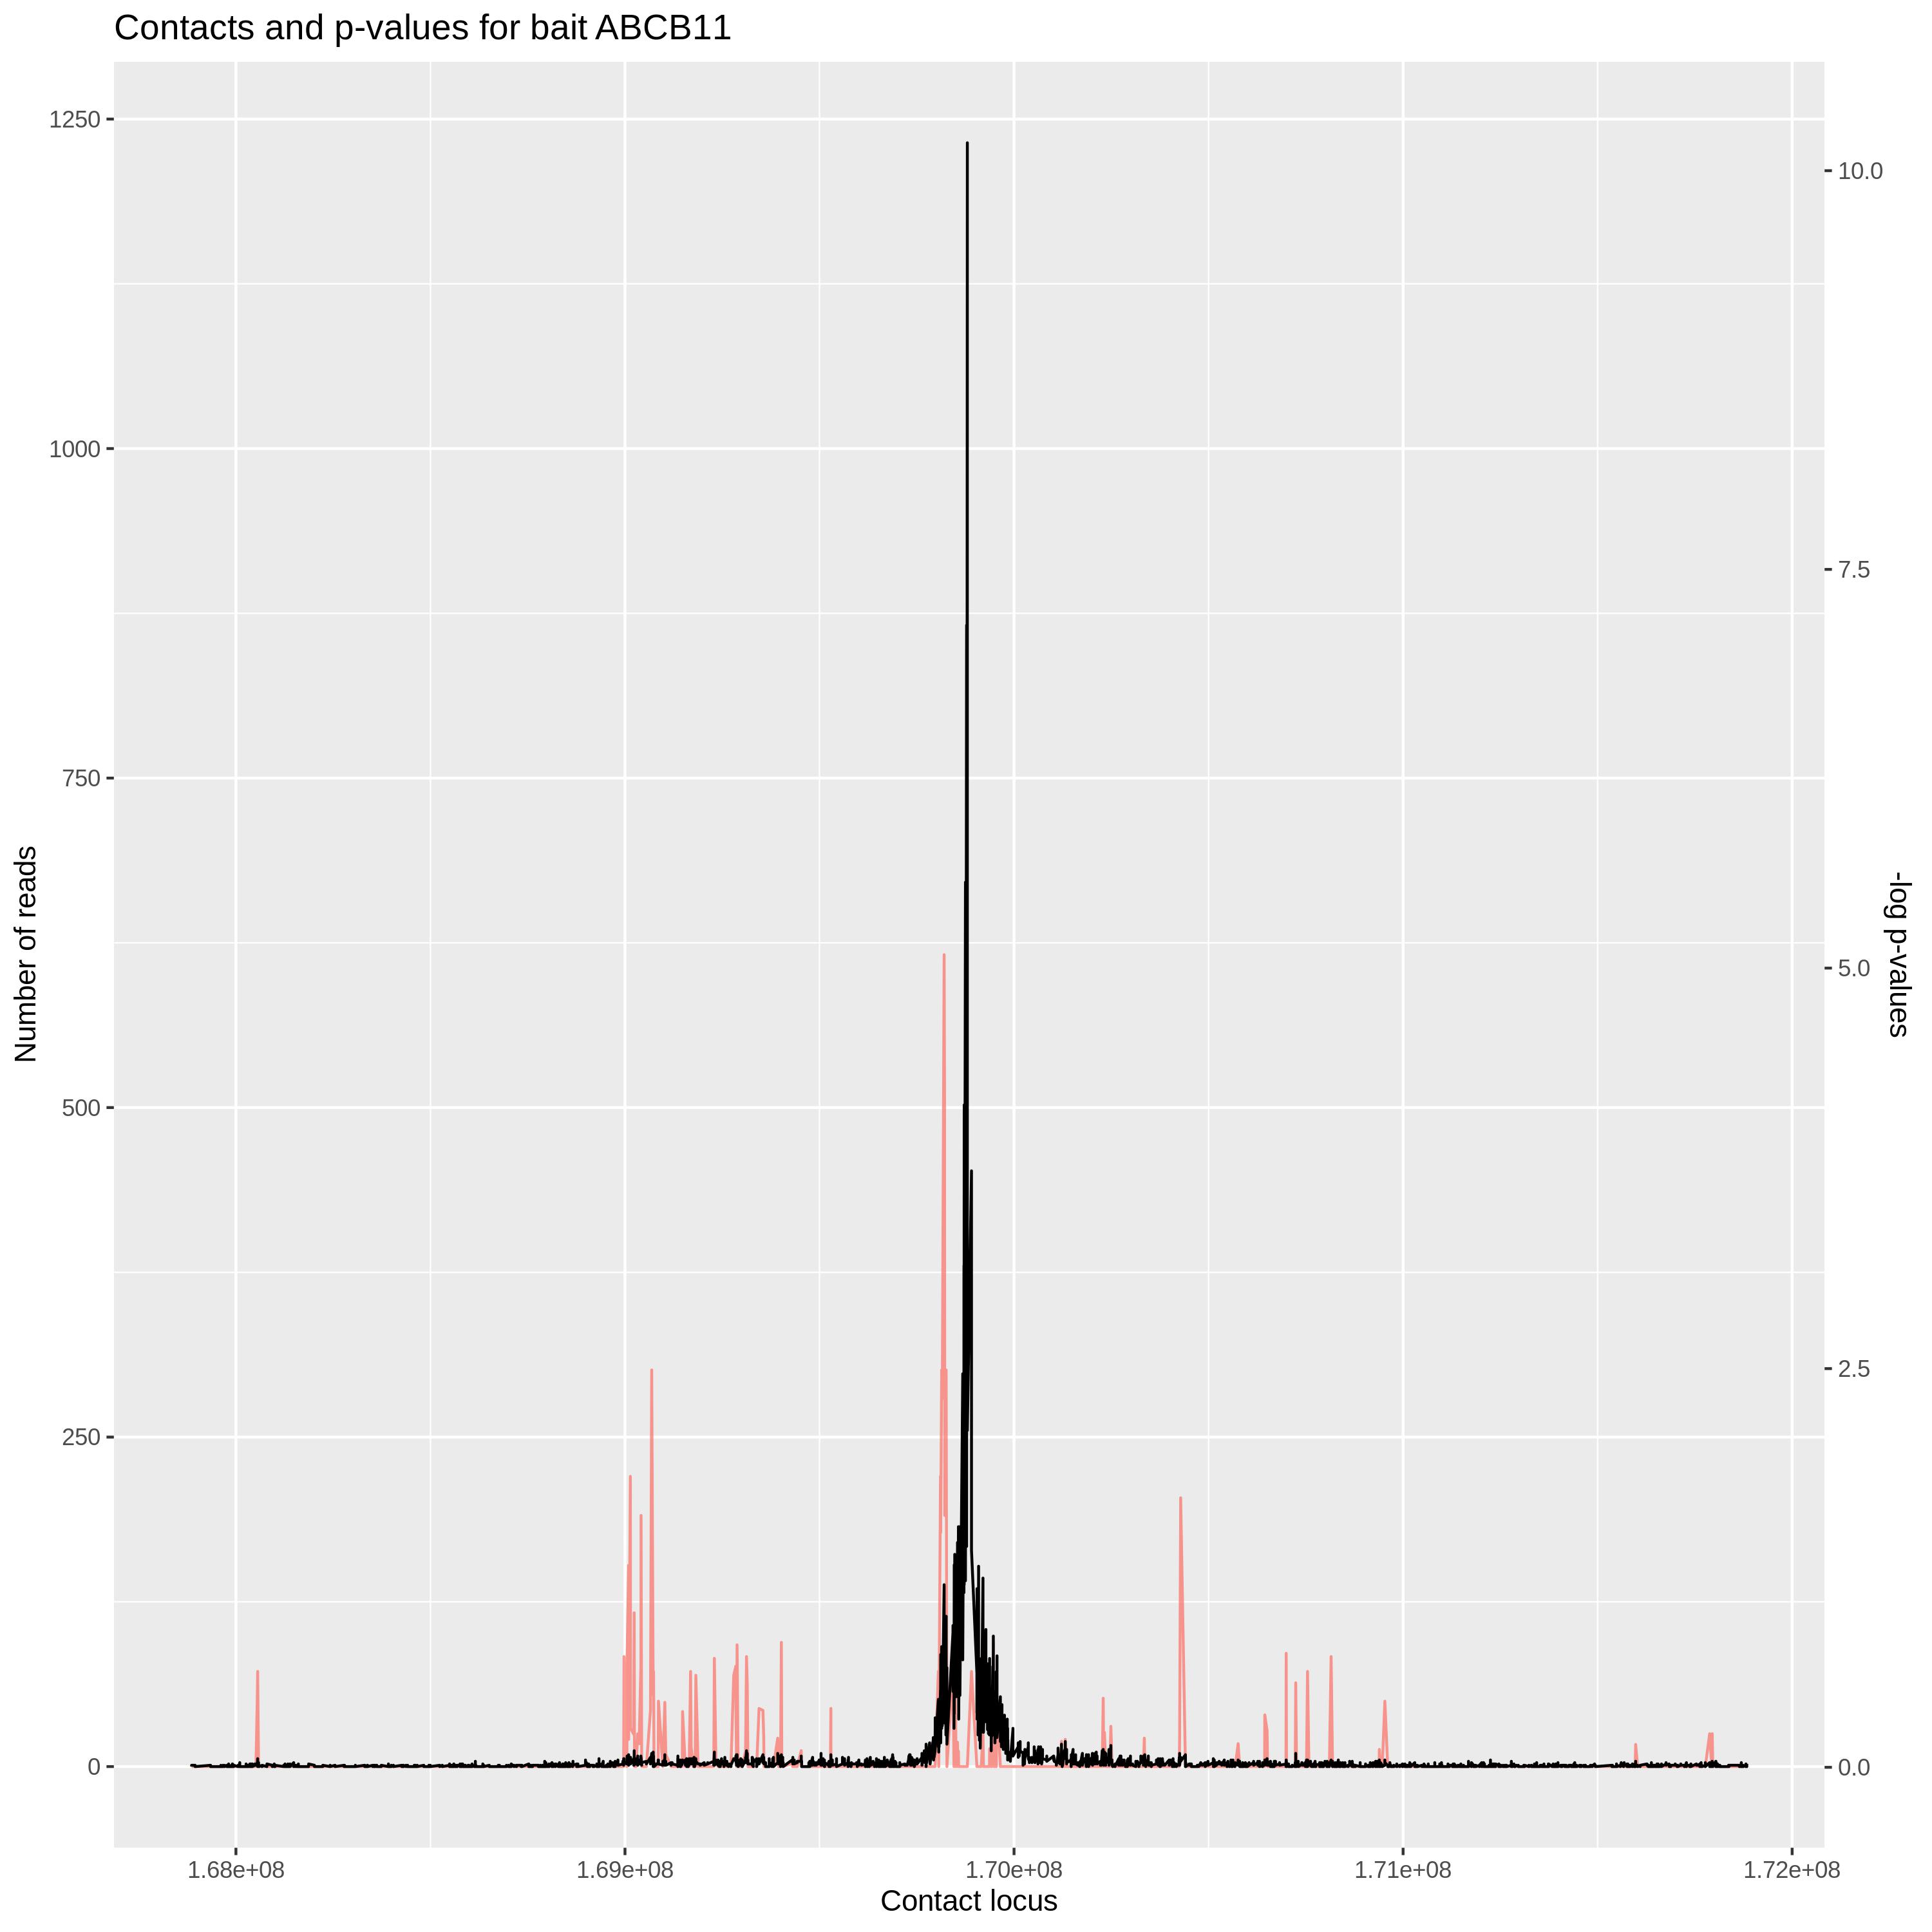 Contacts and p-values for bait ABCB11
1250
1000
750
500
250
0
Number of reads
10.0
7.5
5.0
2.5
0.0
-log p-values
1.68e+08
1.69e+08
1.70e+08
1.71e+08
1.72e+08
Contact locus